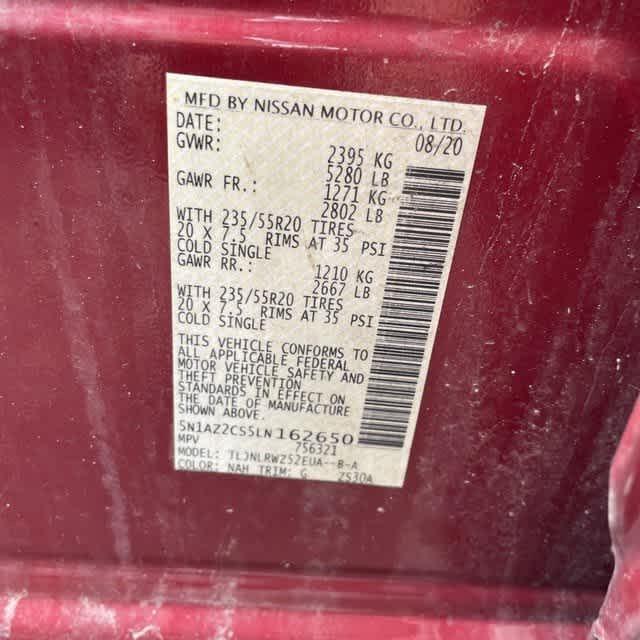 MFD BY NISSAN MOTOR CO., LTD.
DATE: 08/20
GVWR: 2395 KG
5280 LB
GAWR FR.: 1271 KG
2802 LB
WITH 235/55R20 TIRES
20 X 7.5 RIMS AT 35 PSI
COLD SINGLE
GAWR RR.: 1210 KG
2667 LB
WITH 235/55R20 TIRES
20 X 7.5 RIMS AT 35 PSI
COLD SINGLE
THIS VEHICLE CONFORMS TO
ALL APPLICABLE FEDERAL
MOTOR VEHICLE SAFETY AND
THEFT PREVENTION
STANDARDS IN EFFECT ON
THE DATE OF MANUFACTURE
SHOWN ABOVE.
5N1AZ2CS5LN162650
MPV 756321
MODEL: TLJNLRWZ52EUA--B-A
COLOR: NAH TRIM: G ZS30A